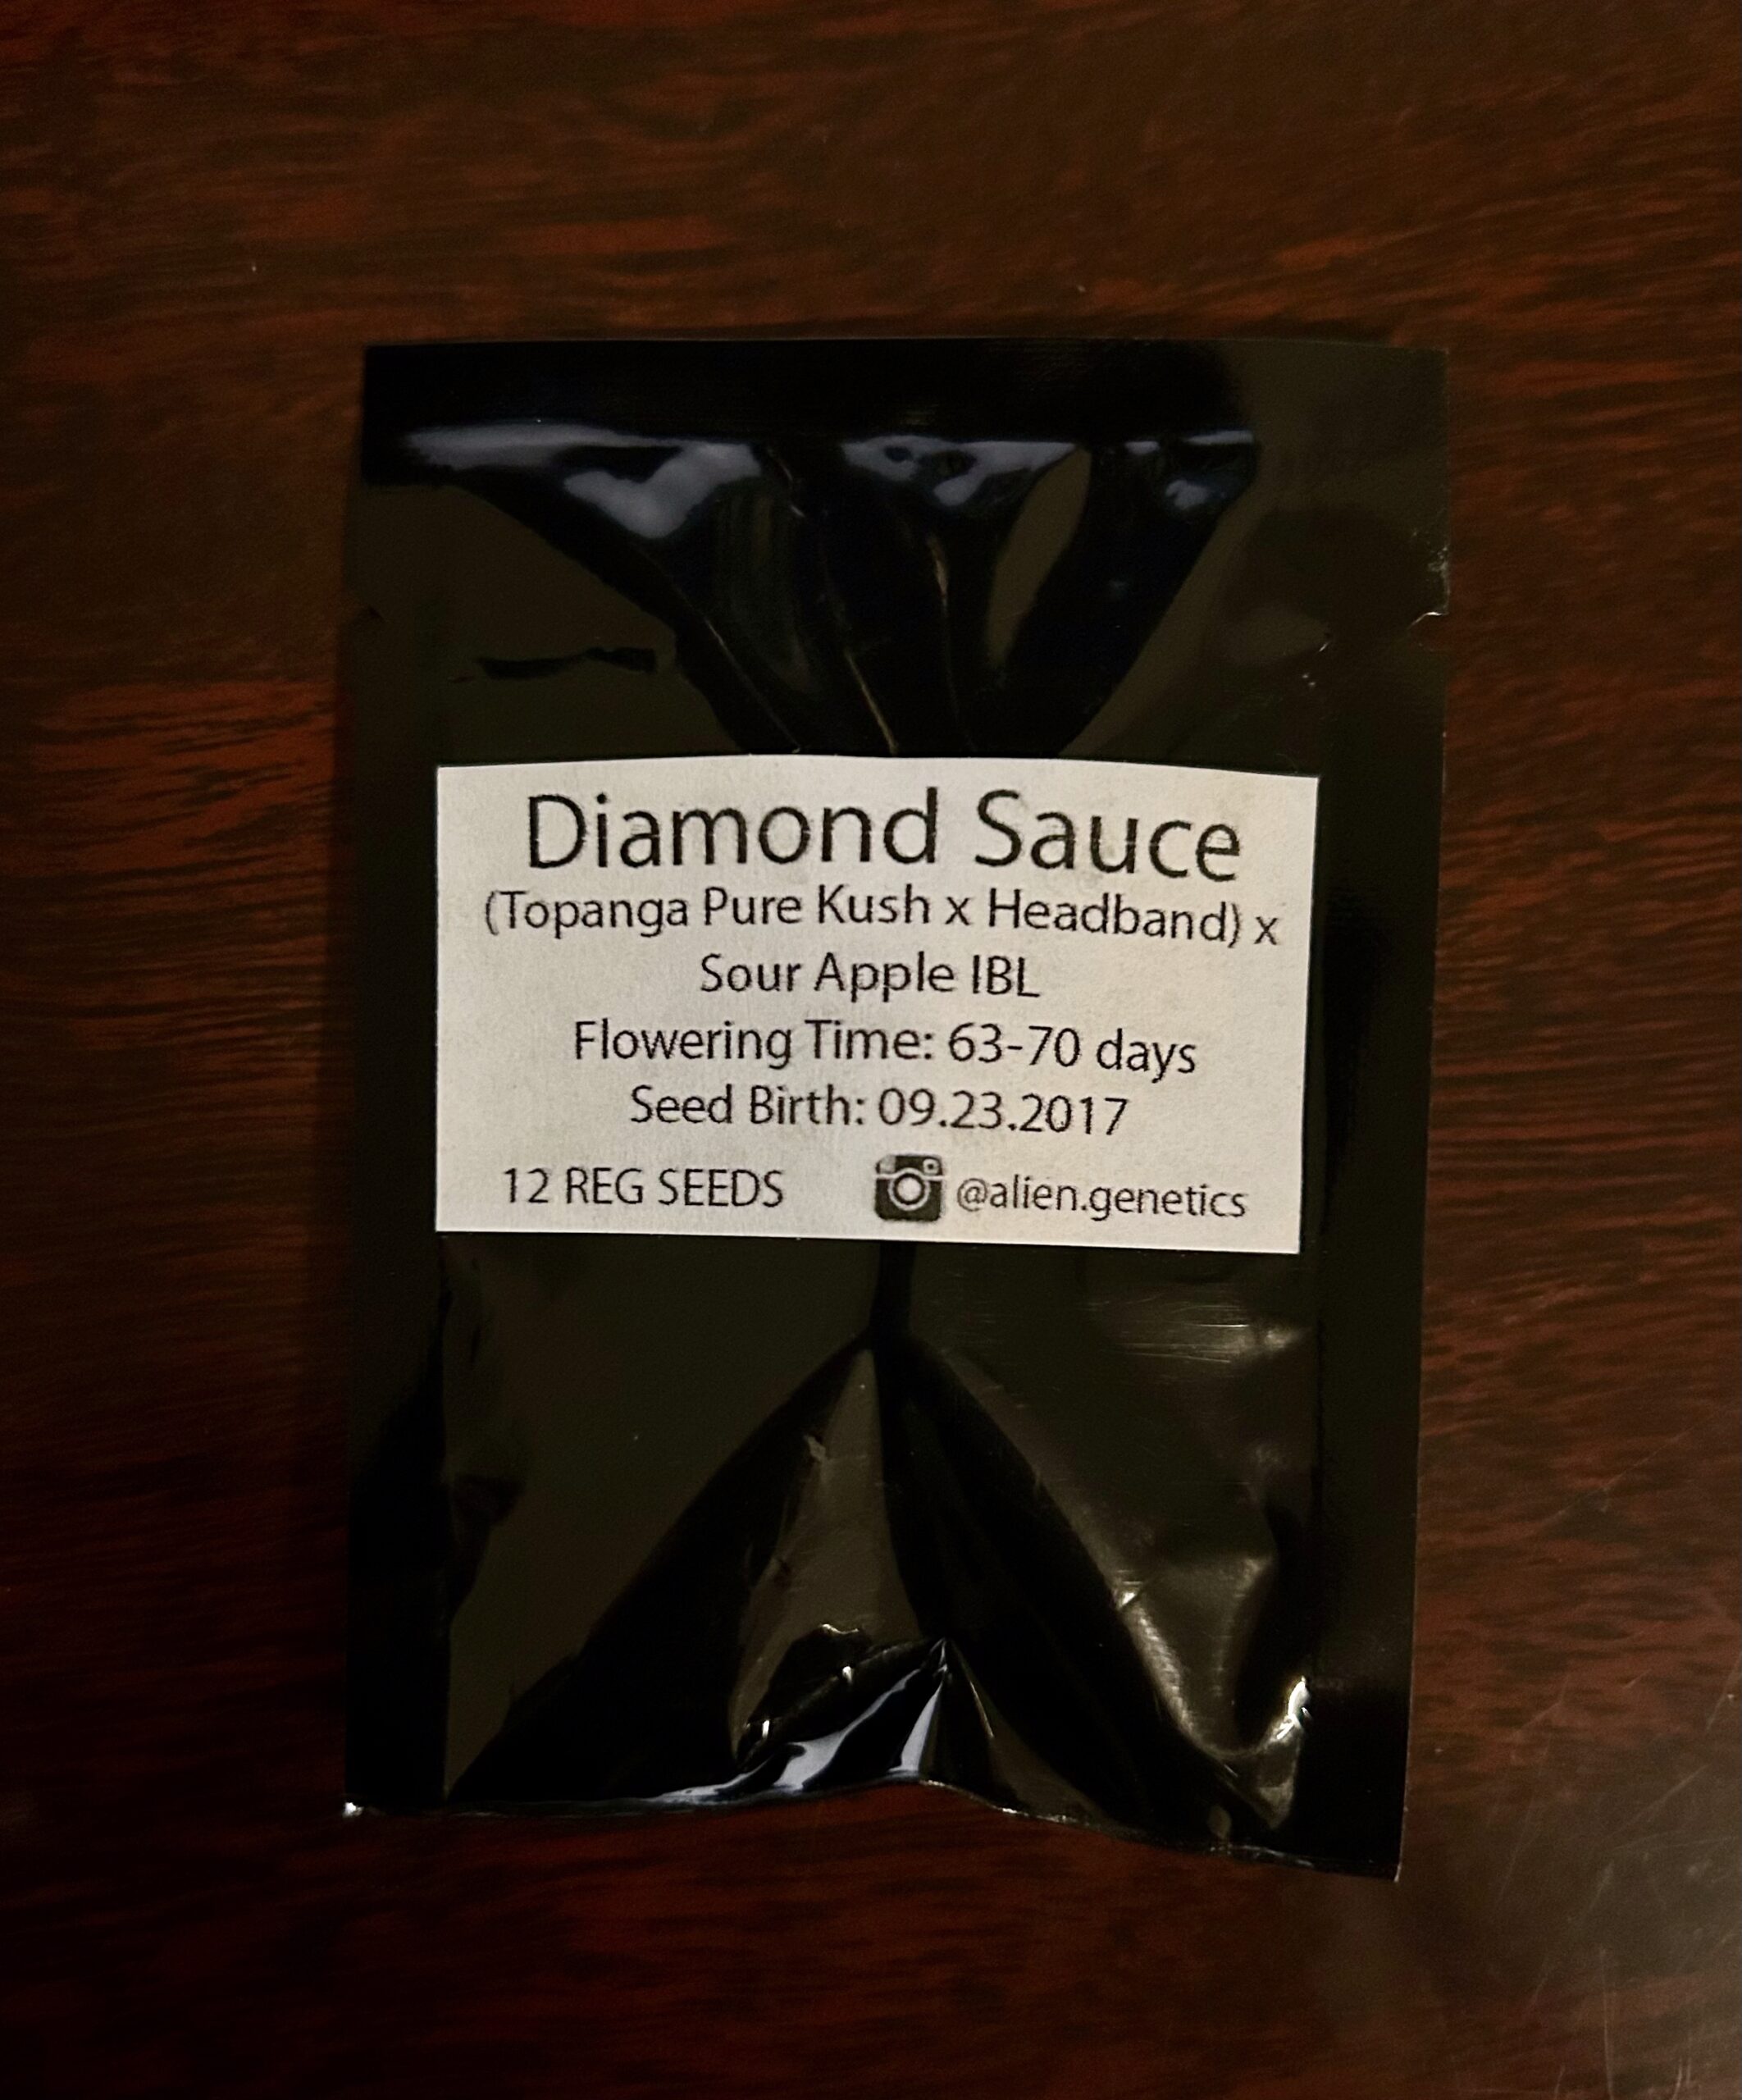 Diamond Sauce
(Topanga Pure Kush x Headband) x
Sour Apple IBL
Flowering Time: 63-70 days
Seed Birth: 09.23.2017
12 REG SEEDS @alien.genetics